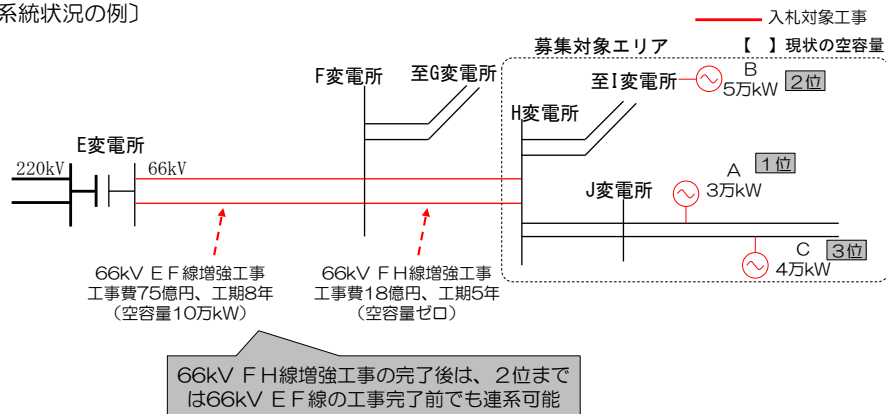 系統状況の例〕
入札対象工事
募集対象エリア
【　】現状の空容量
F変電所
至G変電所
B
5万kW
2位
至I変電所
H変電所
E変電所
220kV
66kV
A
1位
3万kW
J変電所
C
3位
4万kW
66kV ＥＦ線増強工事
工事費75億円、工期8年
（空容量10万kW）
66kV ＦＨ線増強工事
工事費18億円、工期5年
（空容量ゼロ）
66kV ＦＨ線増強工事の完了後は、２位まで
は66kV ＥＦ線の工事完了前でも連系可能